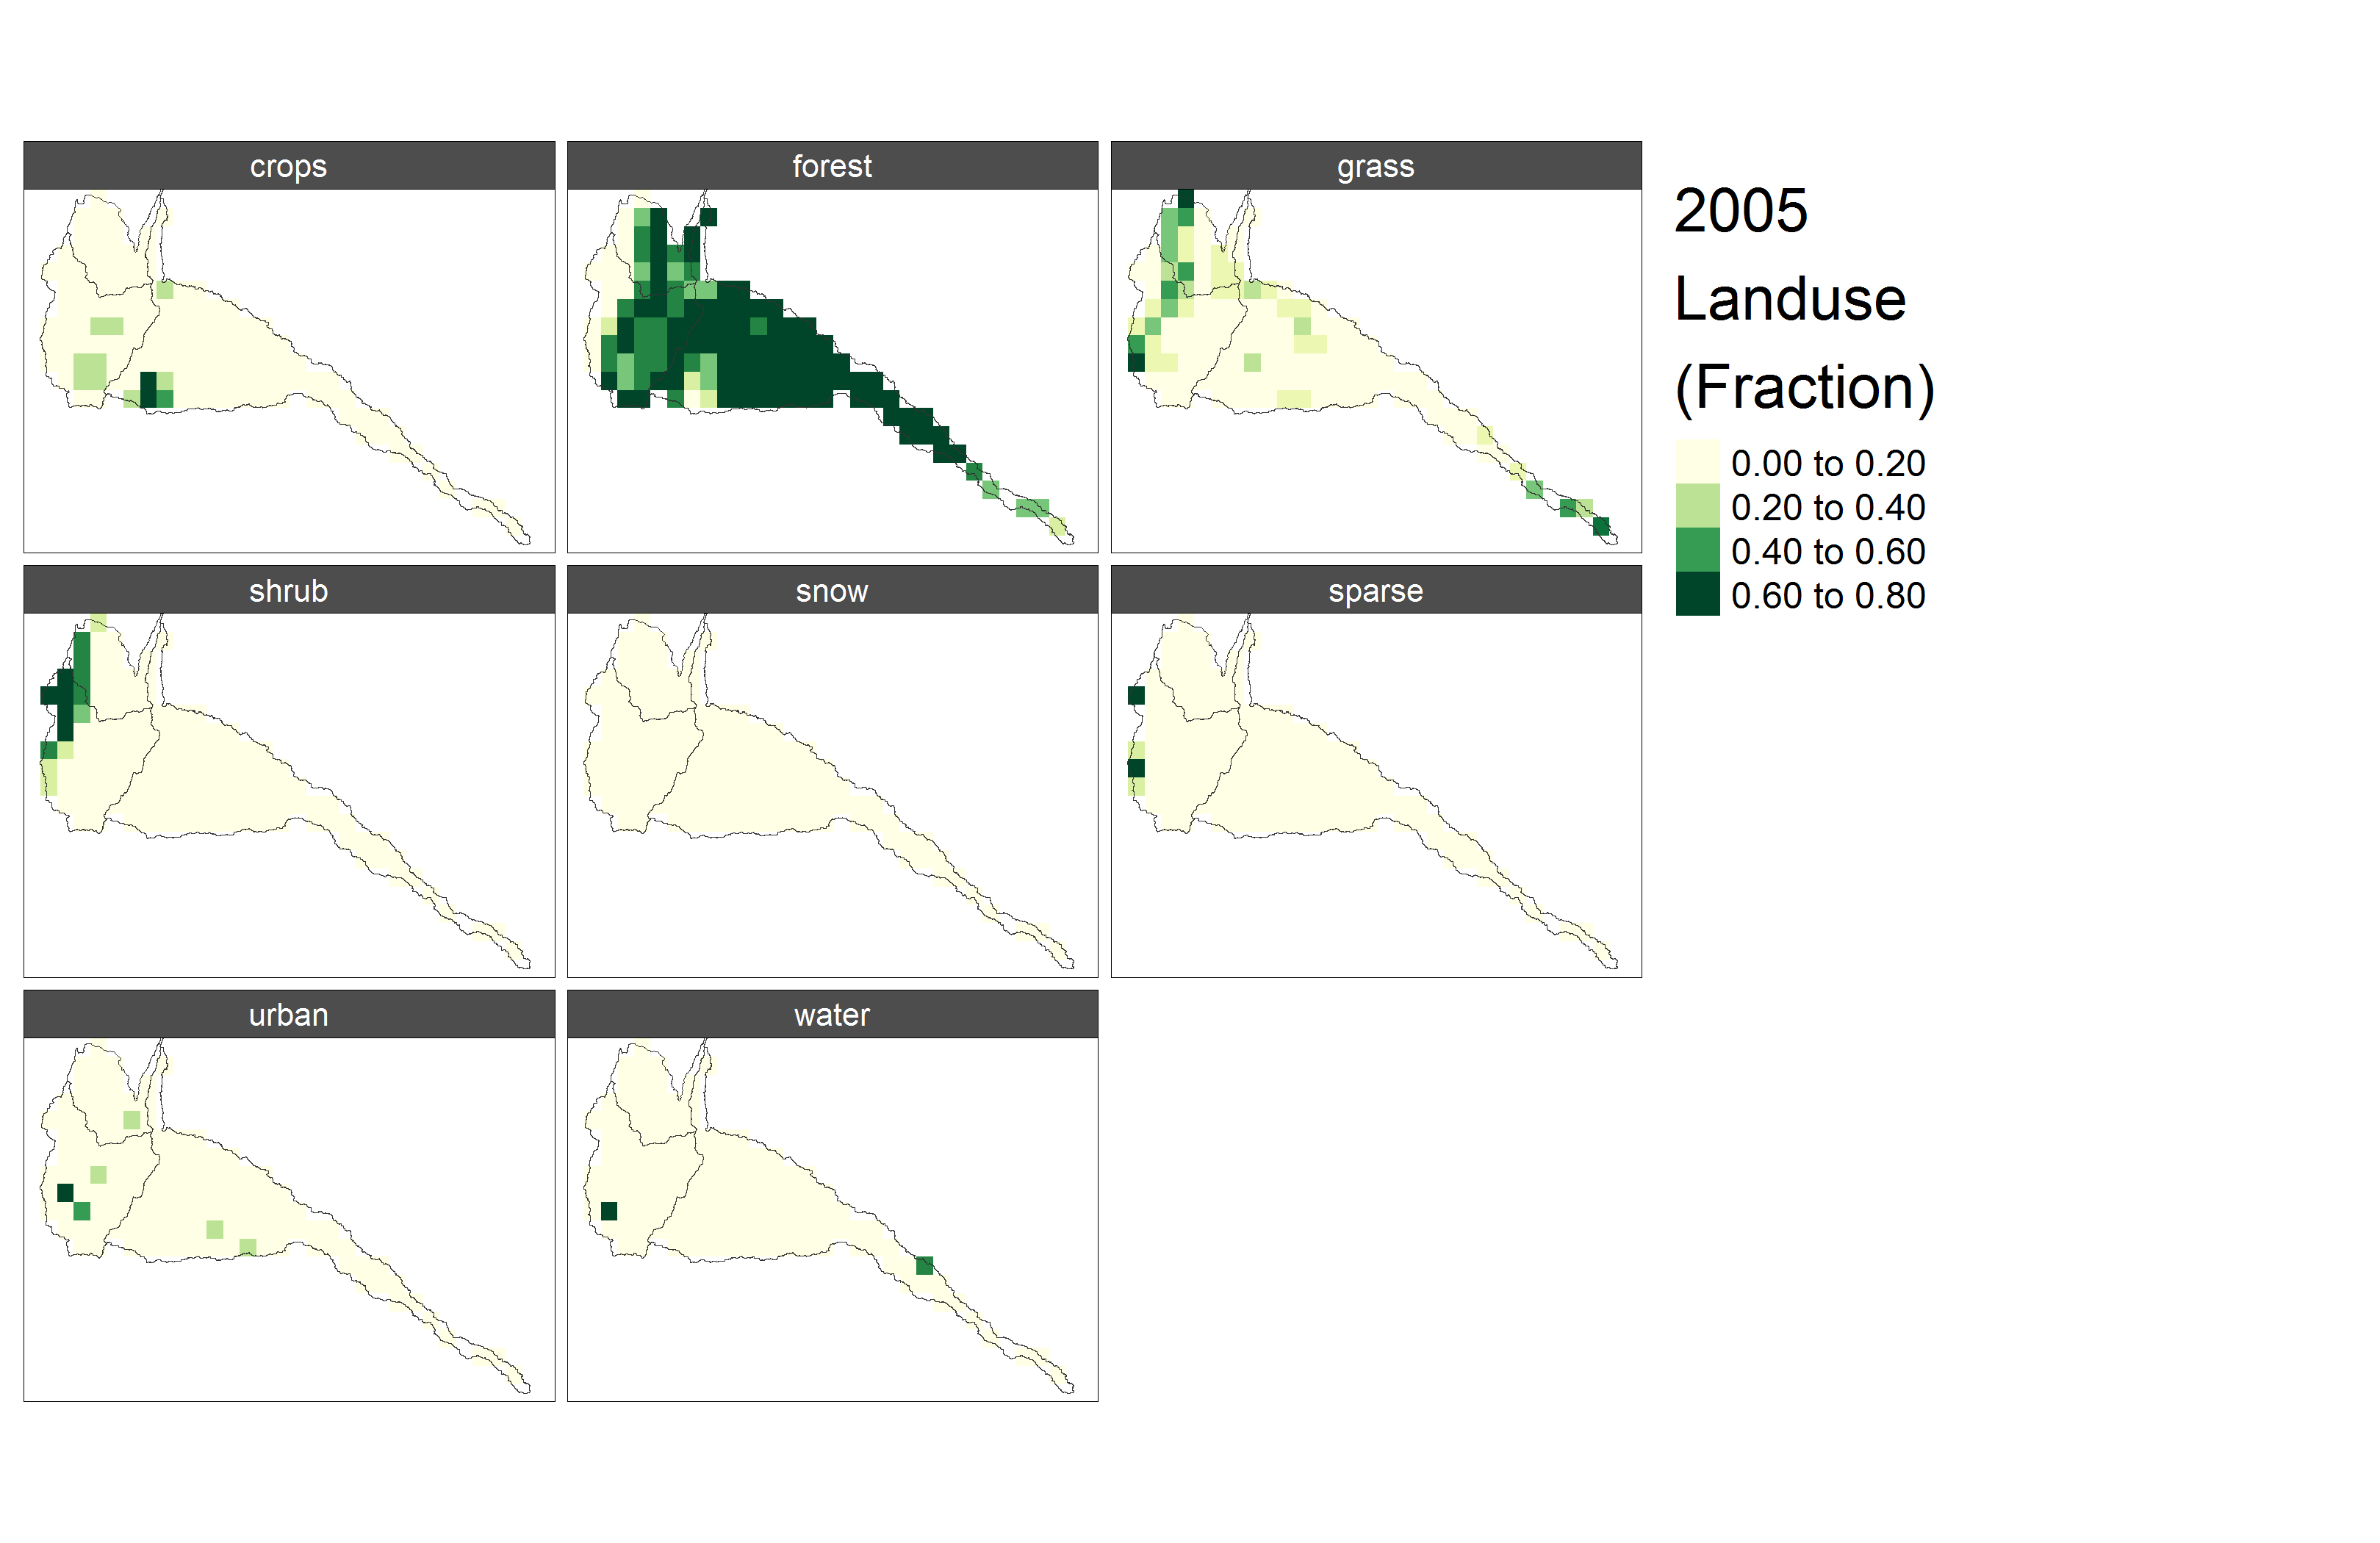 crops
forest
grass
2005
Landuse
(Fraction)
0.00 to 0.20
0.20 to 0.40
0.40 to 0.60
0.60 to 0.80
shrub
snow
sparse
urban
water